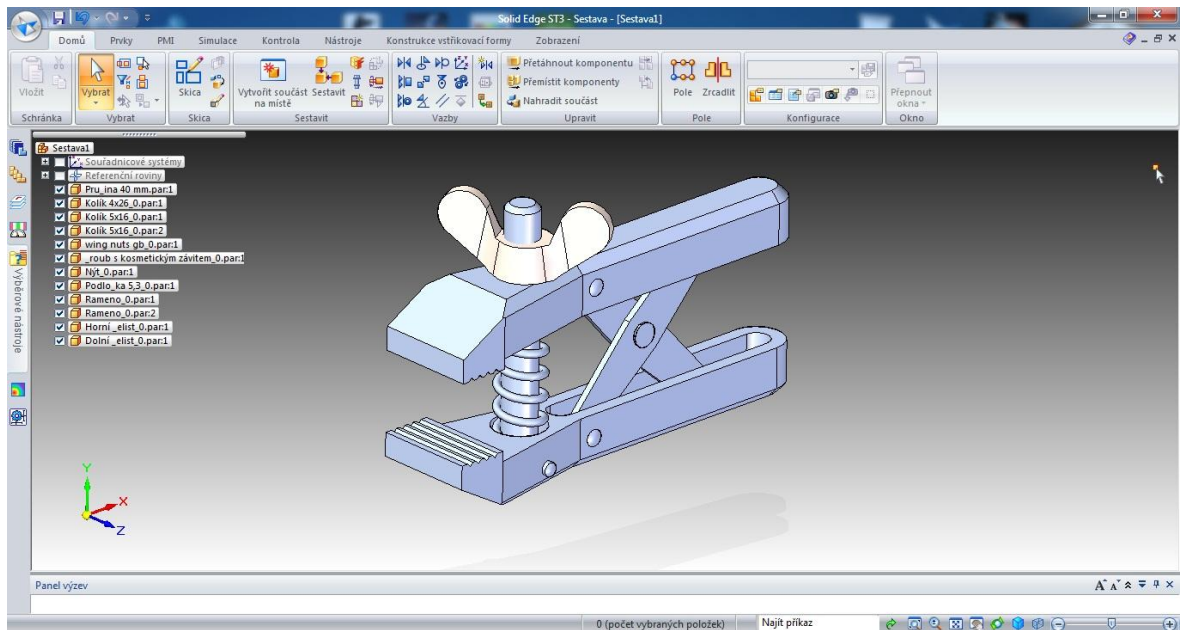 Solid Edge ST3 - Sestava - [Sestava1]
Domů Prvky PMI Simulace Kontrola Nástroje Konstrukce vstřikovací formy Zobrazení
Vložit
Vybrat
Skica
Vytvořit součást na místě
Sestavit
Přetáhnout komponentu
Přemístit komponenty
Nahradit součást
Pole Zrcadlit
Přepnout okna
Schránka Vybrat Skica Sestavit Vazby Upravit Pole Konfigurace Okno
Sestava1
Souřadnicové systémy
Referenční roviny
Pru_ina 40 mm.par:1
Kolík 4x26_0.par:1
Kolík 5x16_0.par:1
Kolík 5x16_0.par:2
wing nuts gb_0.par:1
_roub s kosmetickým závitem_0.par:1
Nýt_0.par:1
Podlo_ka 5,3_0.par:1
Rameno_0.par:1
Rameno_0.par:2
Horní _elist_0.par:1
Dolní _elist_0.par:1
Výběrové nástroje
Y
X
Z
Panel výzev
0 (počet vybraných položek) Najít příkaz